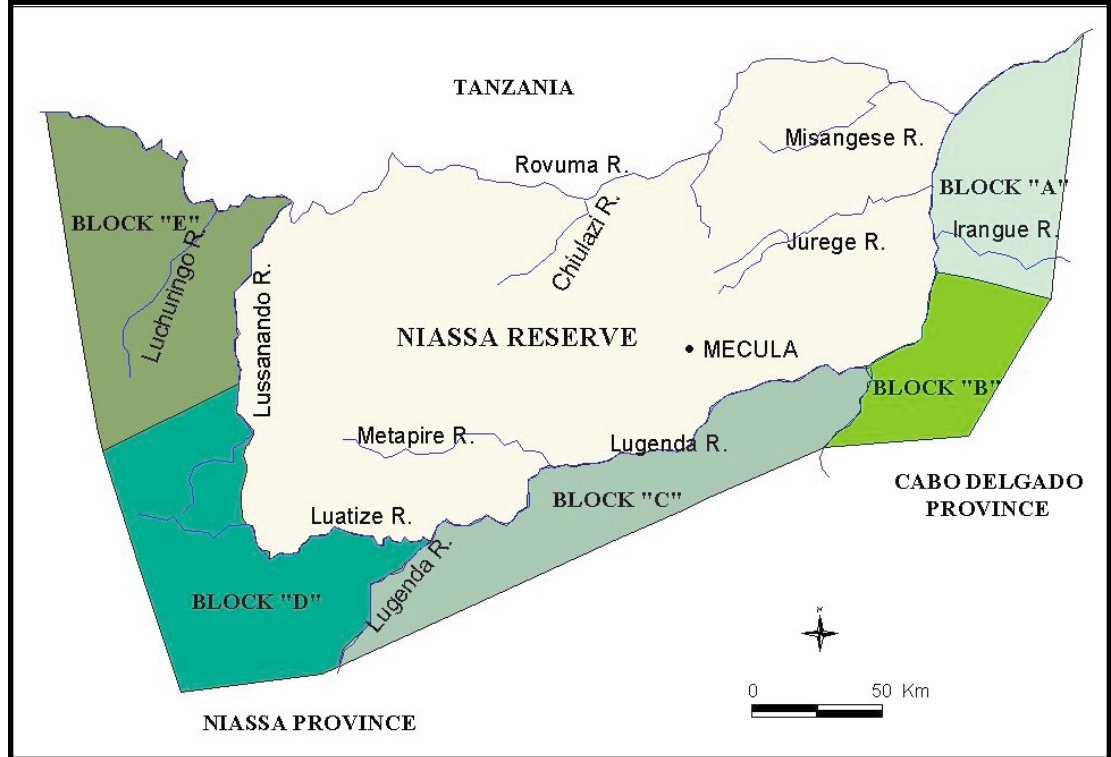 TANZANIA
Misangese R.
Rovuma R.
BLOCK "A"
BLOCK "E"
Chiulazi R.
Irangue R.
Jurege R.
Luchuringo R.
Lussanando R.
NIASSA RESERVE
MECULA
BLOCK "B"
Metapire R.
Lugenda R.
CABO DELGADO
PROVINCE
BLOCK "C"
Luatize R.
Lugenda R.
BLOCK "D"
N
0 50 Km
NIASSA PROVINCE